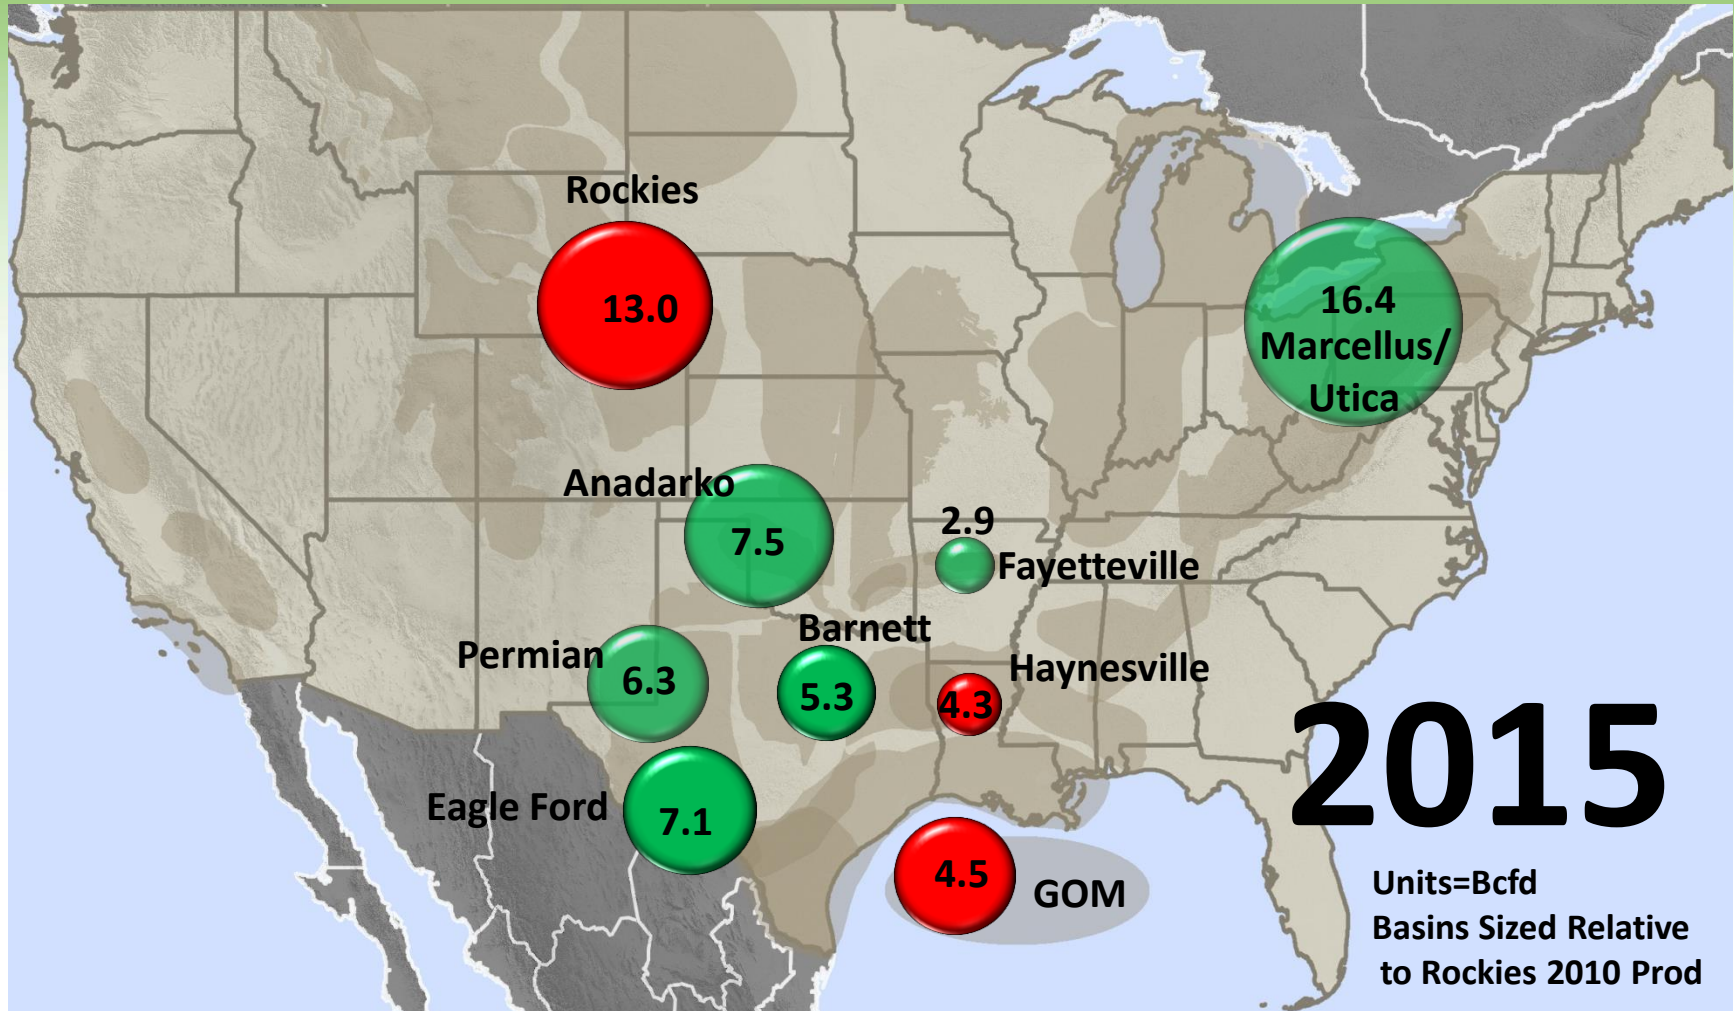 Rockies
13.0
16.4
Marcellus/
Utica
Anadarko
7.5
2.9
Fayetteville
Barnett
5.3
Permian
6.3
Haynesville
4.3
Eagle Ford
7.1
4.5
GOM
2015
Units=Bcfd
Basins Sized Relative
to Rockies 2010 Prod